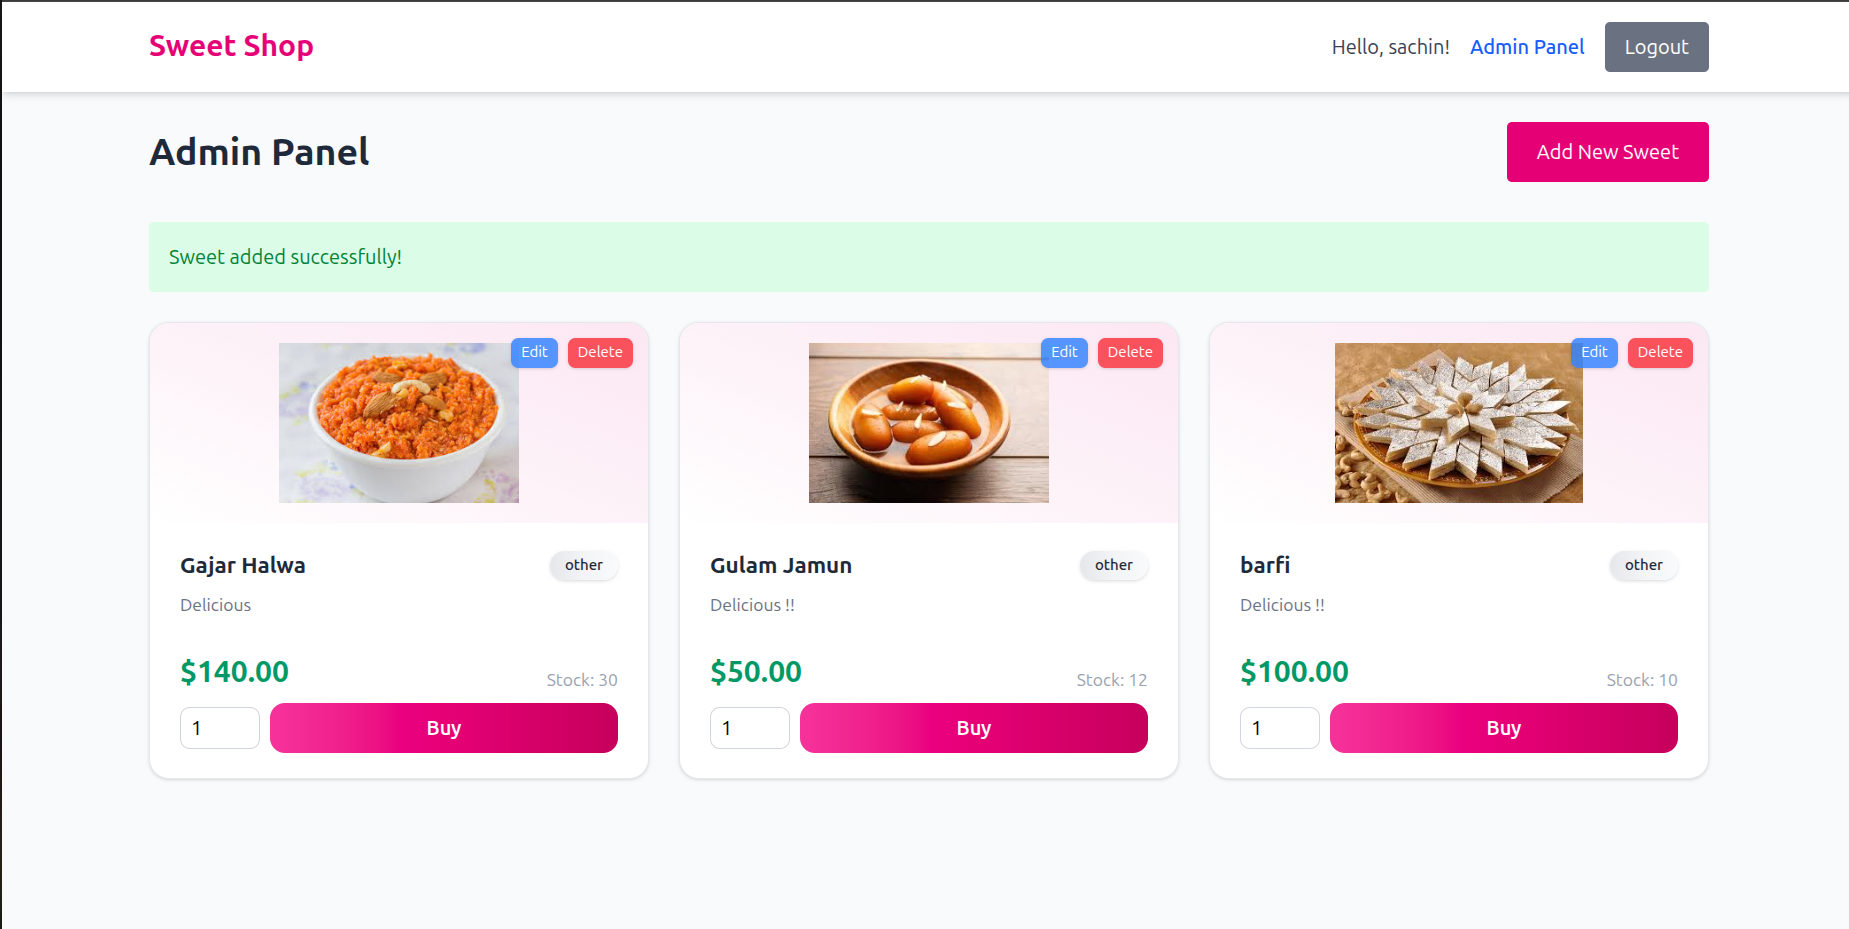 Sweet Shop
Hello, sachin! Admin Panel Logout
Admin Panel
Add New Sweet
Sweet added successfully!
Edit Delete
Gajar Halwa other
Delicious
$140.00 Stock: 30
1 Buy
Edit Delete
Gulam Jamun other
Delicious !!
$50.00 Stock: 12
1 Buy
Edit Delete
barfi other
Delicious !!
$100.00 Stock: 10
1 Buy